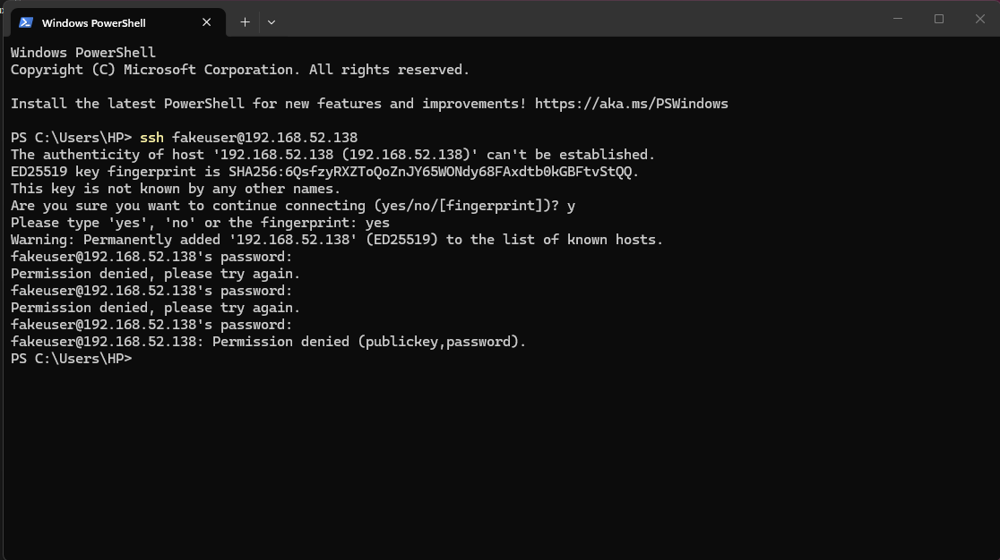 Windows PowerShell
Windows PowerShell
Copyright (C) Microsoft Corporation. All rights reserved.
Install the latest PowerShell for new features and improvements! https://aka.ms/PSWindows
PS C:\Users\HP> ssh fakeuser@192.168.52.138
The authenticity of host '192.168.52.138 (192.168.52.138)' can't be established.
ED25519 key fingerprint is SHA256:6QsfzyRXZToQoZnJY65WONdy68FAxdtb0kGBFtvStQQ.
This key is not known by any other names.
Are you sure you want to continue connecting (yes/no/[fingerprint])? y
Please type 'yes', 'no' or the fingerprint: yes
Warning: Permanently added '192.168.52.138' (ED25519) to the list of known hosts.
fakeuser@192.168.52.138's password:
Permission denied, please try again.
fakeuser@192.168.52.138's password:
Permission denied, please try again.
fakeuser@192.168.52.138's password:
fakeuser@192.168.52.138: Permission denied (publickey,password).
PS C:\Users\HP>